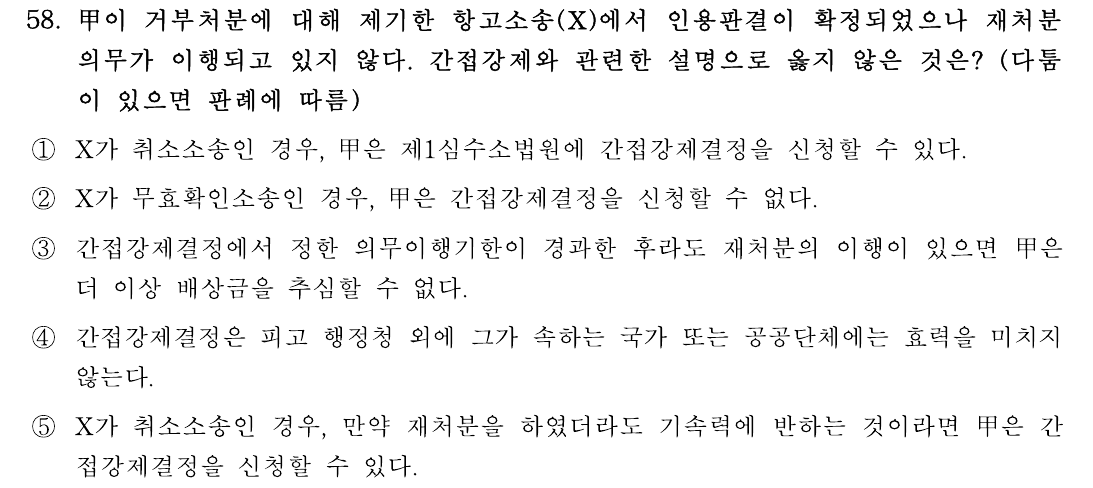 58. 甲이 거부처분에 대해 제기한 항고소송(X)에서 인용판결이 확정되었으나 재처분
의무가 이행되고 있지 않다. 간접강제와 관련한 설명으로 옳지 않은 것은? (다툼
이 있으면 판례에 따름)
① X가 취소소송인 경우, 甲은 제1심수소법원에 간접강제결정을 신청할 수 있다.
② X가 무효확인소송인 경우, 甲은 간접강제결정을 신청할 수 없다.
③ 간접강제결정에서 정한 의무이행기한이 경과한 후라도 재처분의 이행이 있으면 甲은
더 이상 배상금을 추심할 수 없다.
④ 간접강제결정은 피고 행정청 외에 그가 속하는 국가 또는 공공단체에는 효력을 미치지
않는다.
⑤ X가 취소소송인 경우, 만약 재처분을 하였더라도 기속력에 반하는 것이라면 甲은 간
접강제결정을 신청할 수 있다.